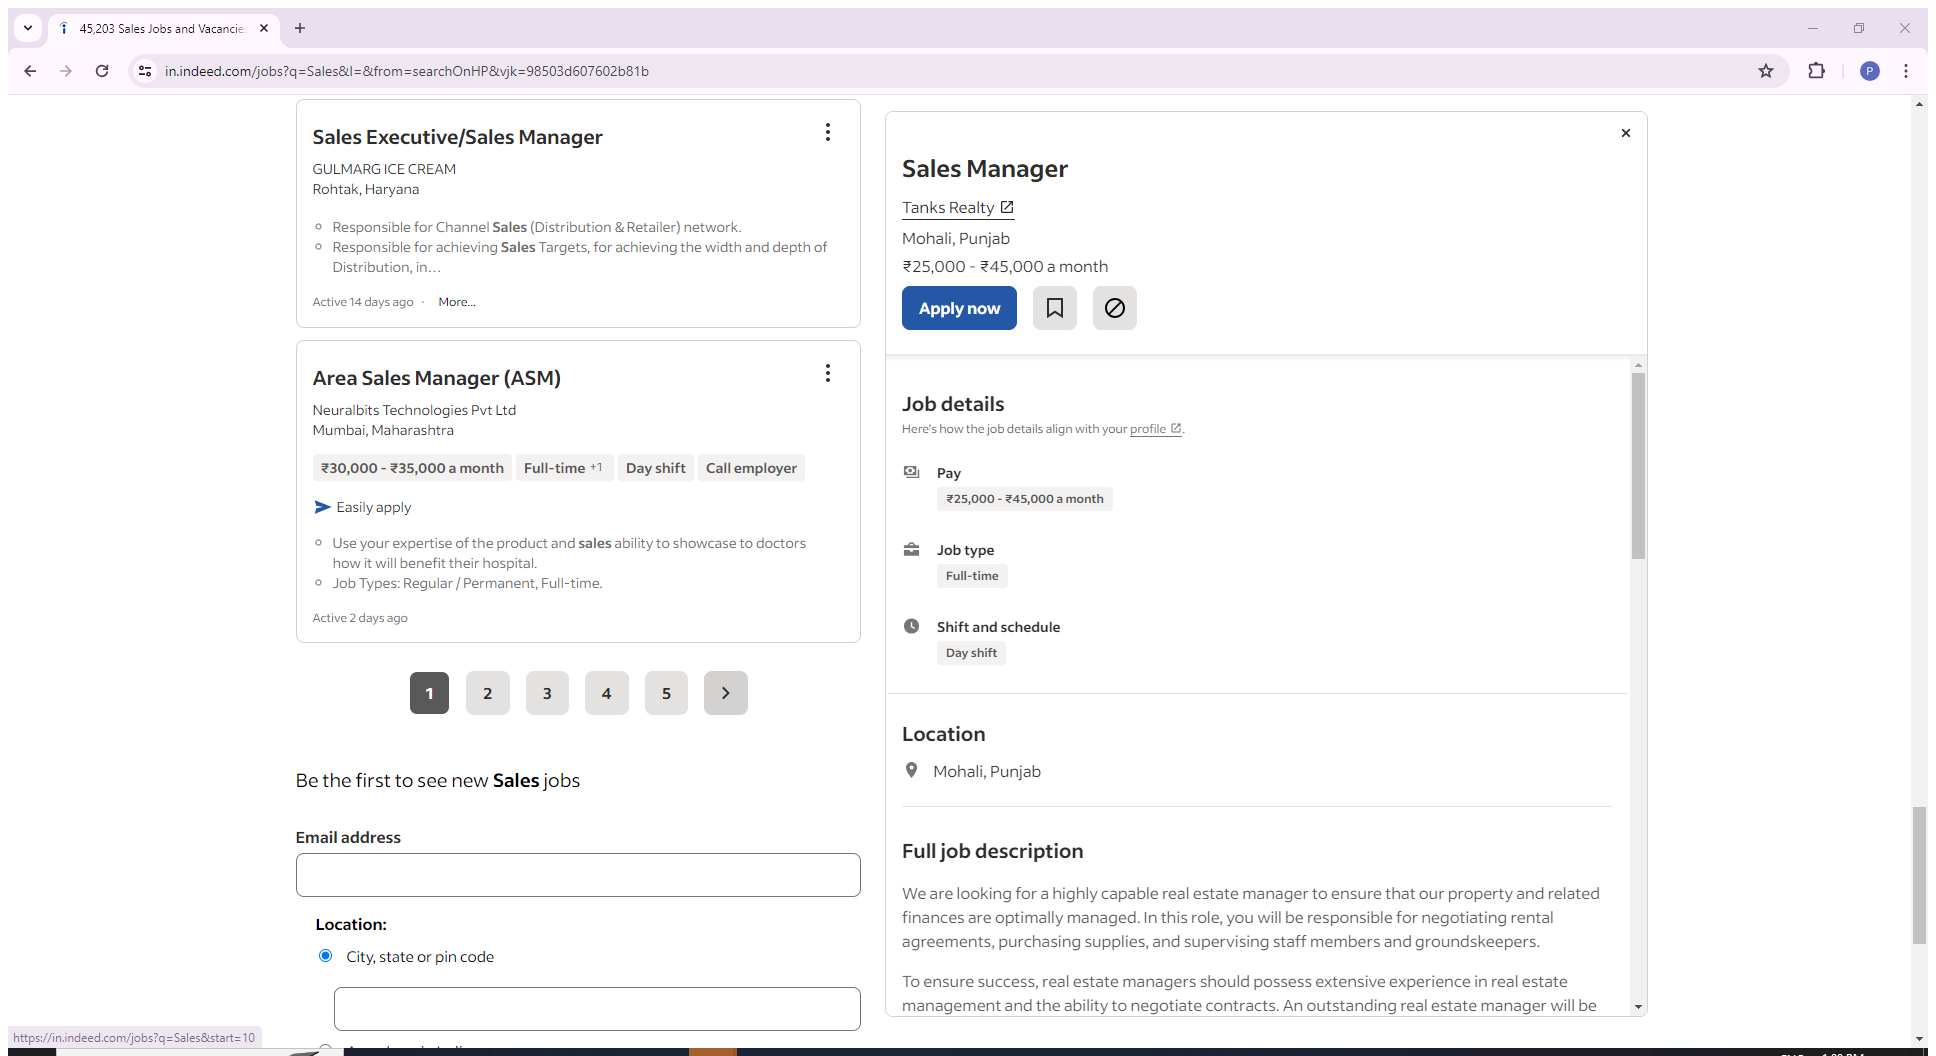 45,203 Sales Jobs and Vacancie
in.indeed.com/jobs?q=Sales&l=&from=searchOnHP&vjk=98503d607602b81b
P
Sales Executive/Sales Manager
GULMARG ICE CREAM
Rohtak, Haryana
Responsible for Channel Sales (Distribution & Retailer) network.
Responsible for achieving Sales Targets, for achieving the width and depth of
Distribution, in…
Active 14 days ago · More...
Area Sales Manager (ASM)
Neuralbits Technologies Pvt Ltd
Mumbai, Maharashtra
₹30,000 - ₹35,000 a month Full-time +1 Day shift Call employer
Easily apply
Use your expertise of the product and sales ability to showcase to doctors
how it will benefit their hospital.
Job Types: Regular / Permanent, Full-time.
Active 2 days ago
1 2 3 4 5
Be the first to see new Sales jobs
Email address
Location:
City, state or pin code
https://in.indeed.com/jobs?q=Sales&start=10
Sales Manager
Tanks Realty
Mohali, Punjab
₹25,000 - ₹45,000 a month
Apply now
Job details
Here's how the job details align with your profile.
Pay
₹25,000 - ₹45,000 a month
Job type
Full-time
Shift and schedule
Day shift
Location
Mohali, Punjab
Full job description
We are looking for a highly capable real estate manager to ensure that our property and related
finances are optimally managed. In this role, you will be responsible for negotiating rental
agreements, purchasing supplies, and supervising staff members and groundskeepers.
To ensure success, real estate managers should possess extensive experience in real estate
management and the ability to negotiate contracts. An outstanding real estate manager will be